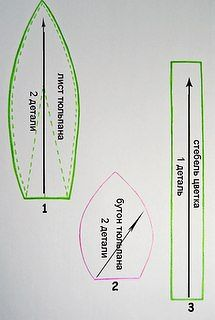 лист тюльпана
2 детали
1
бутон тюльпана
2 детали
2
стебель цветка
1 деталь
3